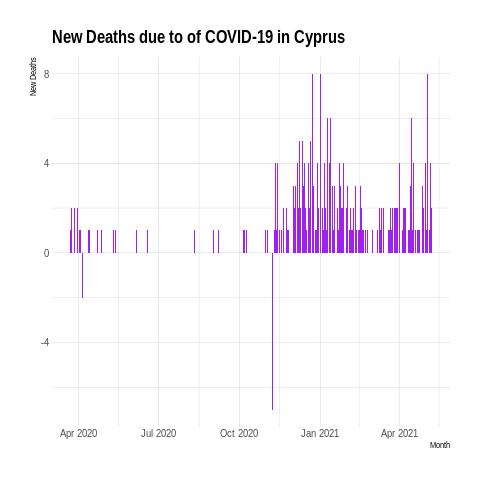 New Deaths due to of COVID-19 in Cyprus
New Deaths
8
4
0
-4
Apr 2020 Jul 2020 Oct 2020 Jan 2021 Apr 2021
Month